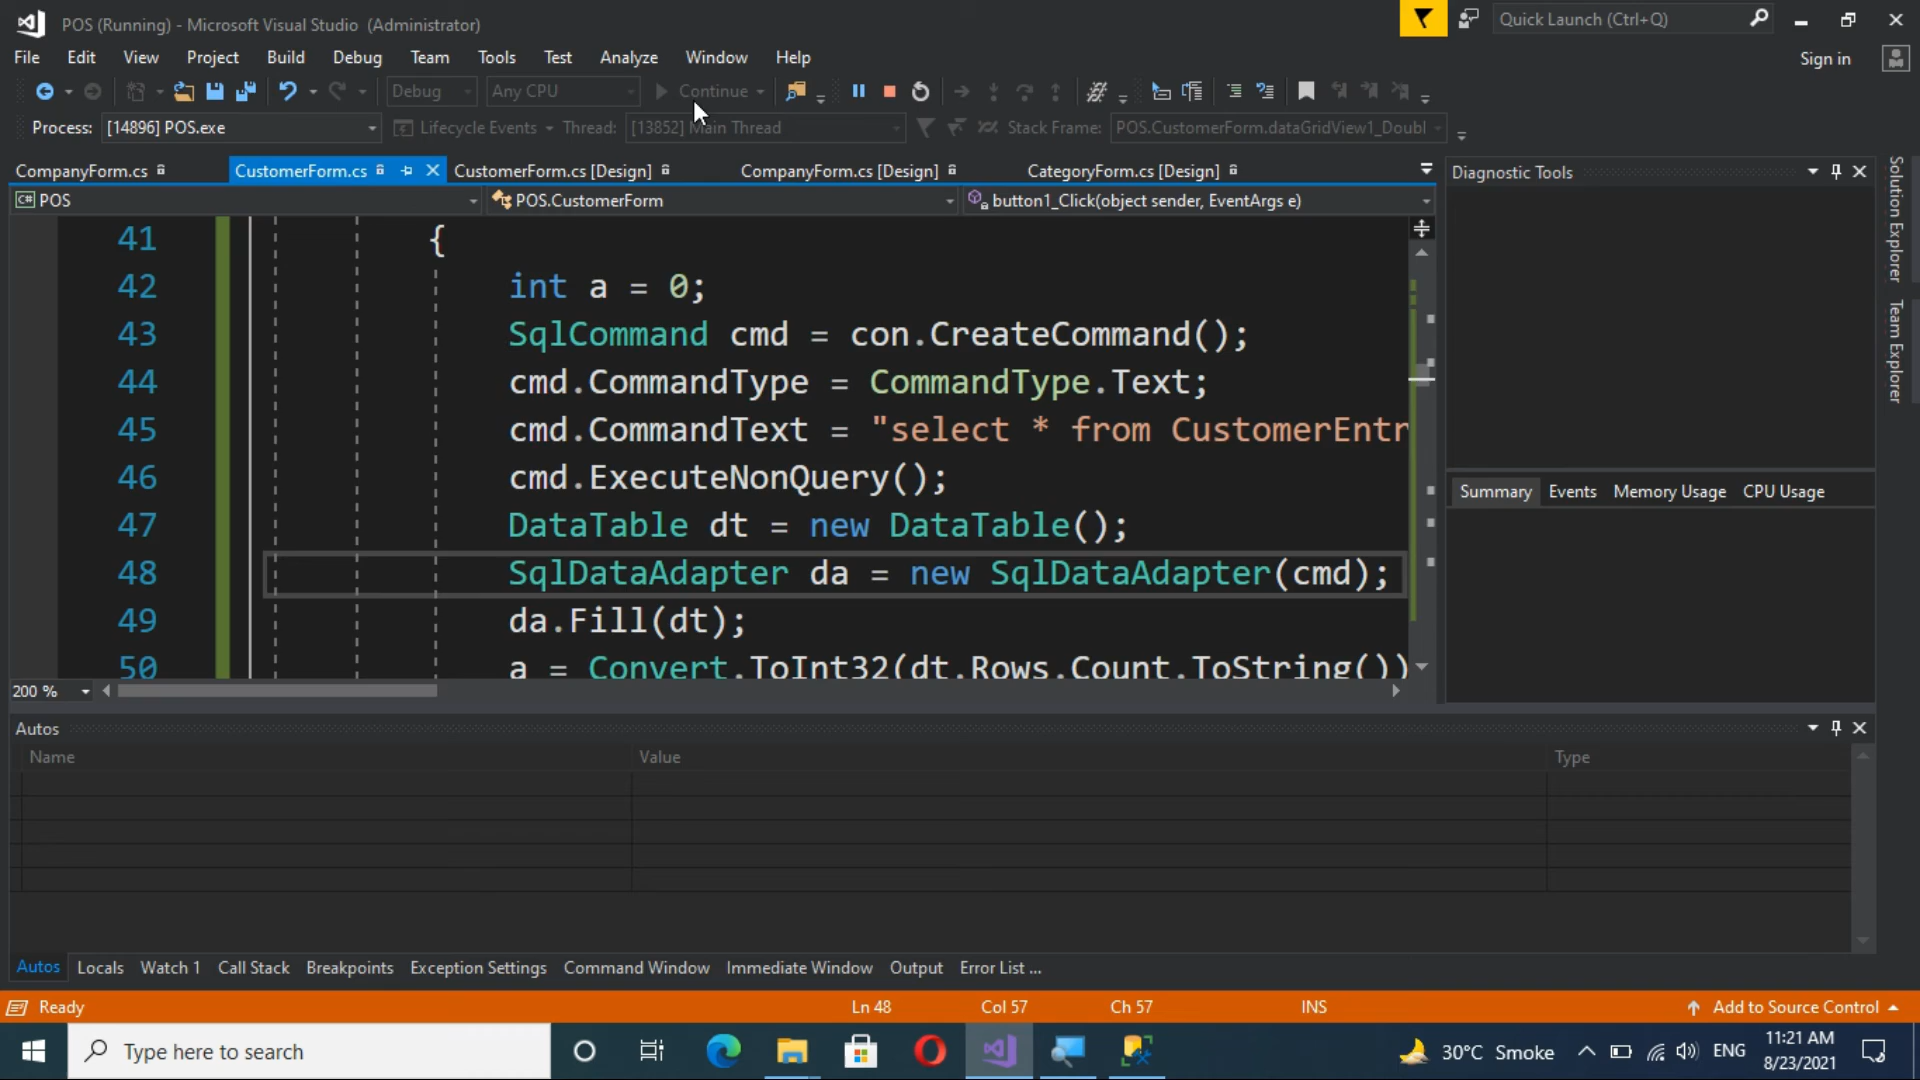 POS (Running) - Microsoft Visual Studio (Administrator)
Quick Launch (Ctrl+Q)
File Edit View Project Build Debug Team Tools Test Analyze Window Help
Sign in
Debug Any CPU Continue
Process: [14896] POS.exe Lifecycle Events Thread: [13852] Main Thread Stack Frame: POS.CustomerForm.dataGridView1_Doubl
CompanyForm.cs CustomerForm.cs CustomerForm.cs [Design] CompanyForm.cs [Design] CategoryForm.cs [Design]
Diagnostic Tools
POS POS.CustomerForm button1_Click(object sender, EventArgs e)
Solution Explorer
Team Explorer
41 {
42 int a = 0;
43 SqlCommand cmd = con.CreateCommand();
44 cmd.CommandType = CommandType.Text;
45 cmd.CommandText = "select * from CustomerEntr
46 cmd.ExecuteNonQuery();
47 DataTable dt = new DataTable();
48 SqlDataAdapter da = new SqlDataAdapter(cmd);
49 da.Fill(dt);
50 a = Convert.ToInt32(dt.Rows.Count.ToString())
Summary Events Memory Usage CPU Usage
200 %
Autos
Name Value Type
Autos Locals Watch 1 Call Stack Breakpoints Exception Settings Command Window Immediate Window Output Error List ...
Ready Ln 48 Col 57 Ch 57 INS Add to Source Control
Type here to search
30°C Smoke ENG
11:21 AM
8/23/2021